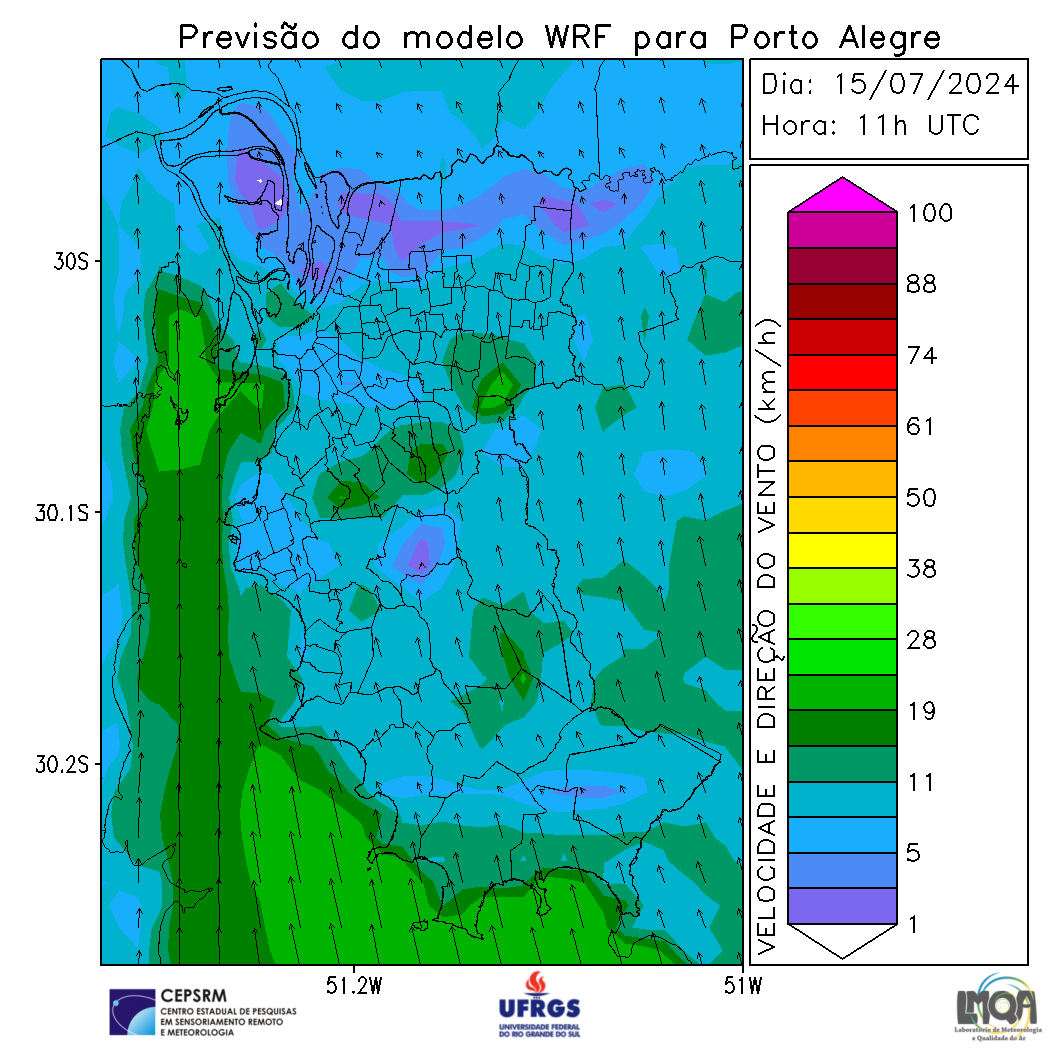 Previsão do modelo WRF para Porto Alegre
Dia: 15/07/2024
Hora: 11h UTC
30S
30.1S
30.2S
51.2W
51W
VELOCIDADE E DIREÇÃO DO VENTO (km/h)
100
88
74
61
50
38
28
19
11
5
1
CEPSRM
CENTRO ESTADUAL DE PESQUISAS
EM SENSORIAMENTO REMOTO
E METEOROLOGIA
UFRGS
UNIVERSIDADE FEDERAL
DO RIO GRANDE DO SUL
LMQA
Laboratório de Meteorologia
e Qualidade do Ar